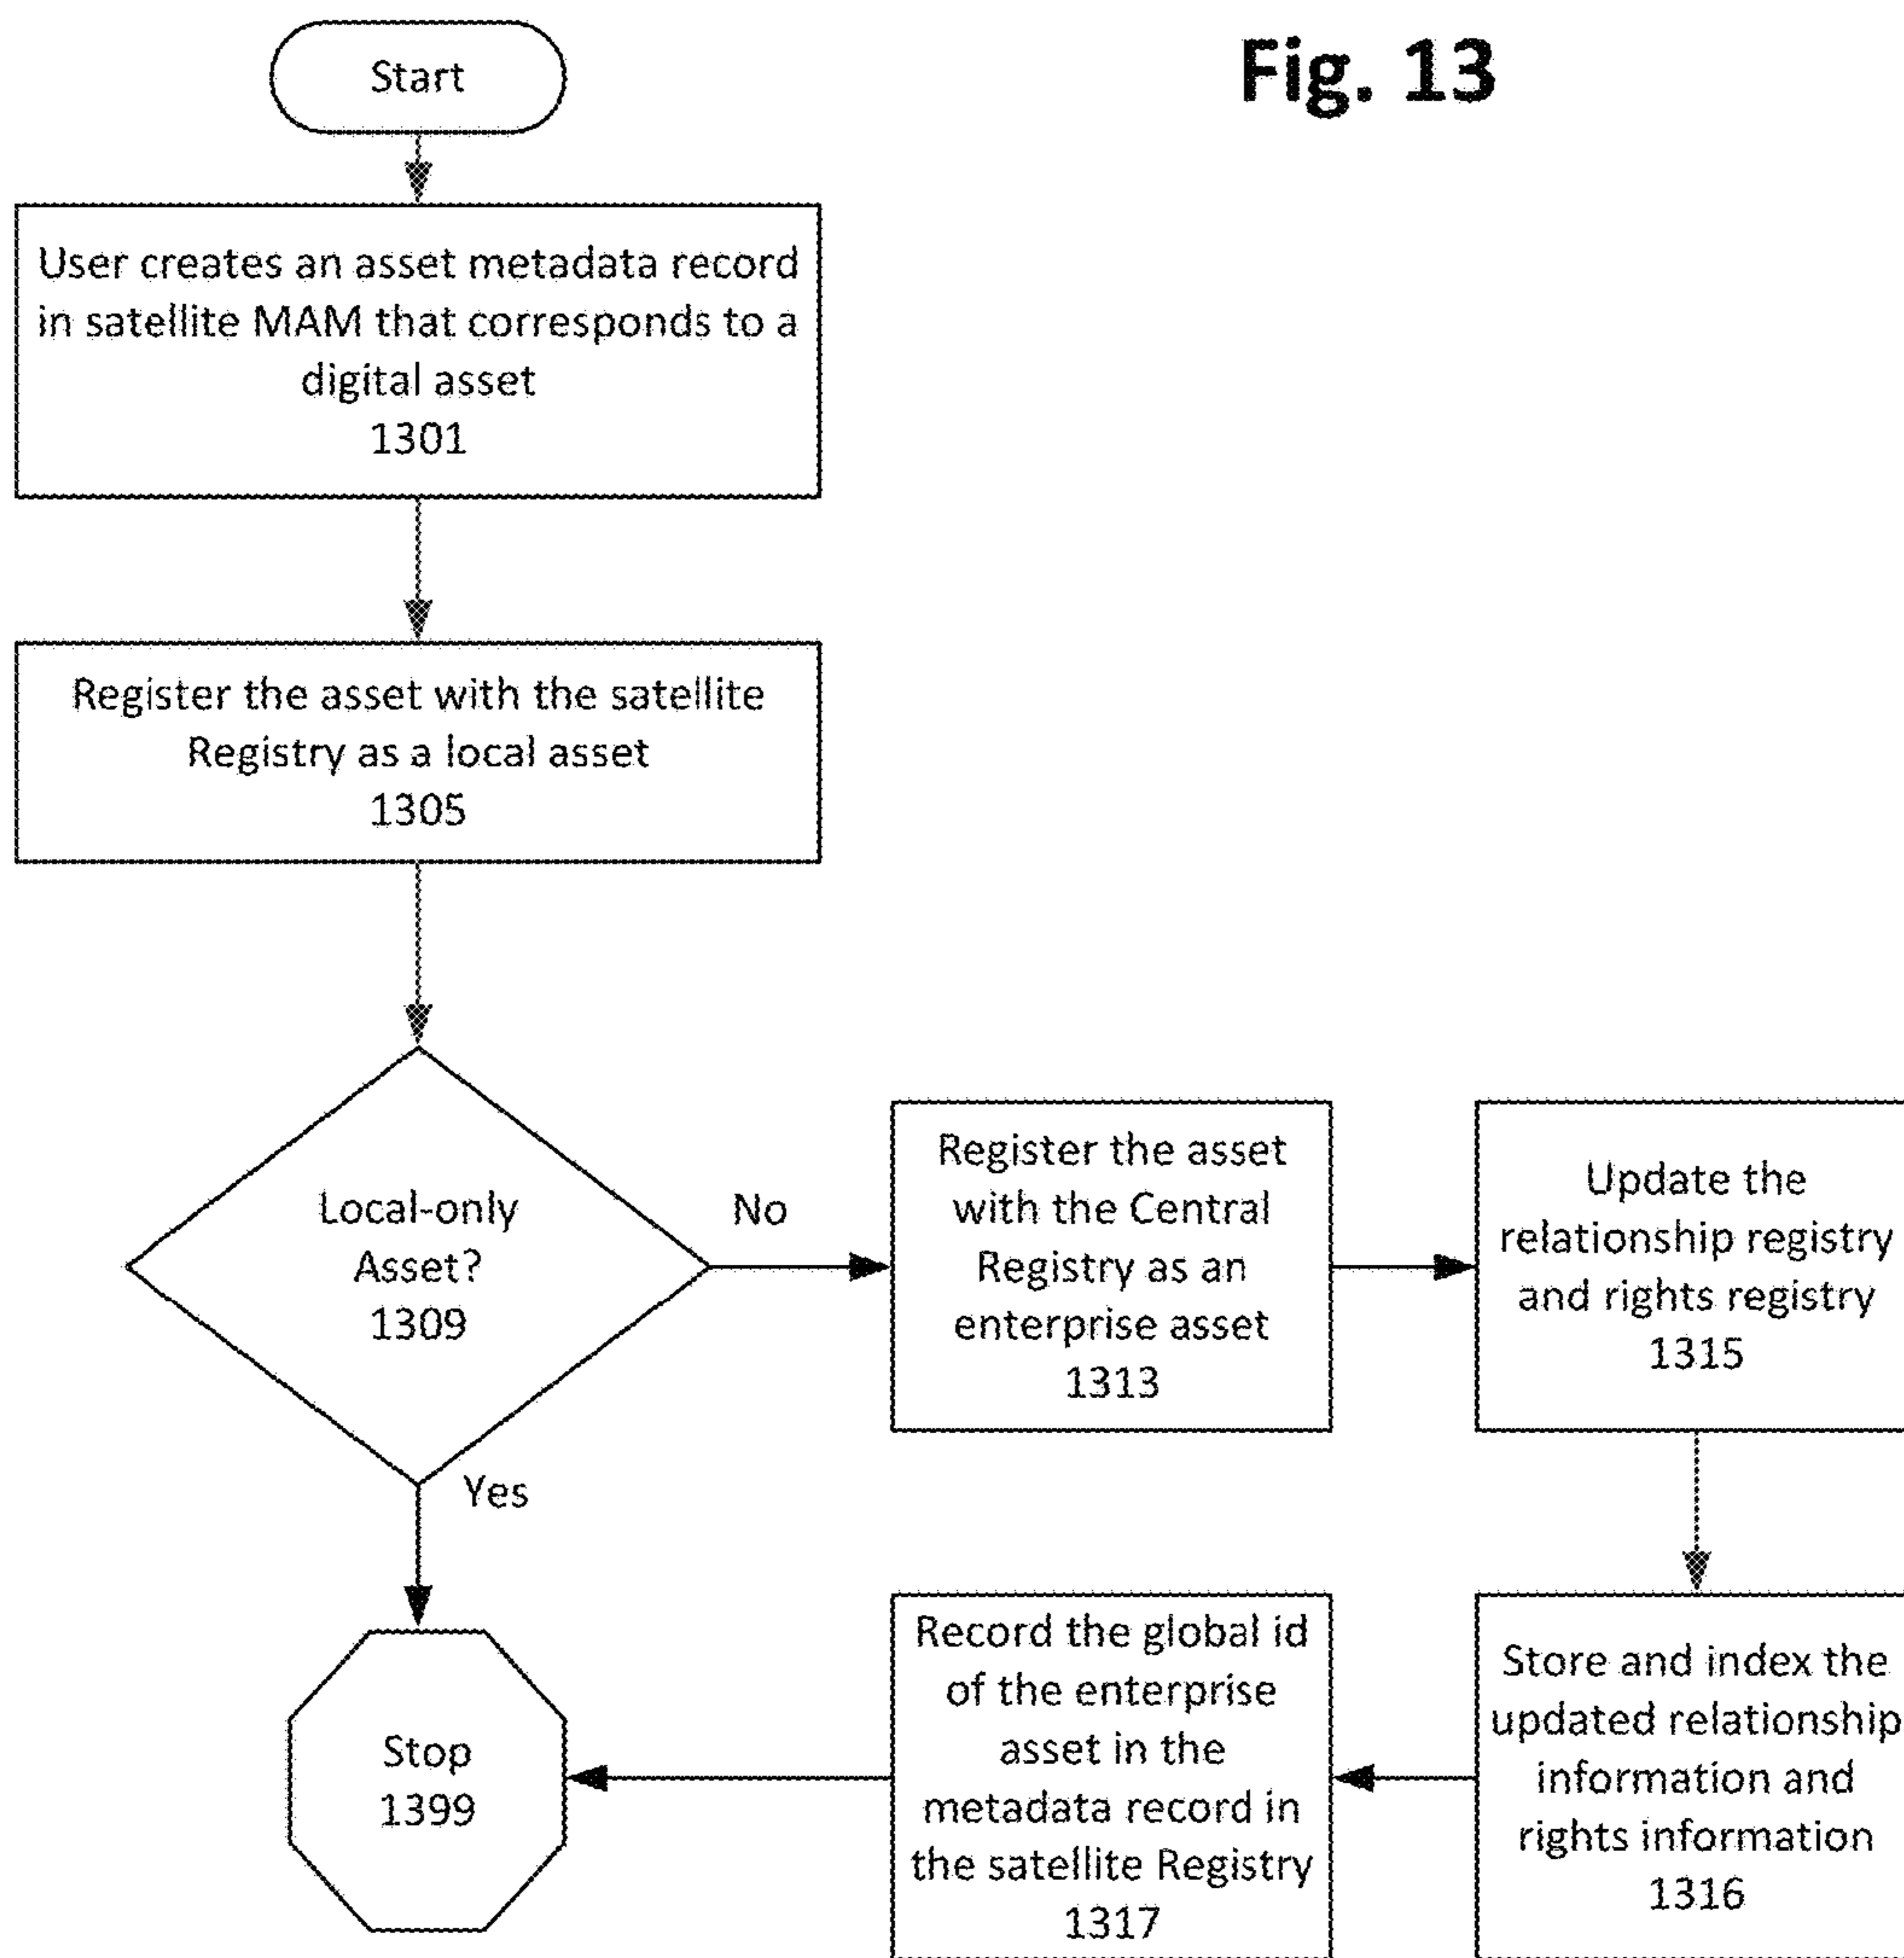 Fig. 13
Start
User creates an asset metadata record
in satellite MAM that corresponds to a
digital asset
1301
Register the asset with the satellite
Registry as a local asset
1305
Local-only
Asset?
1309
No
Yes
Register the asset
with the Central
Registry as an
enterprise asset
1313
Update the
relationship registry
and rights registry
1315
Store and index the
updated relationship
information and
rights information
1316
Record the global id
of the enterprise
asset in the
metadata record in
the satellite Registry
1317
Stop
1399